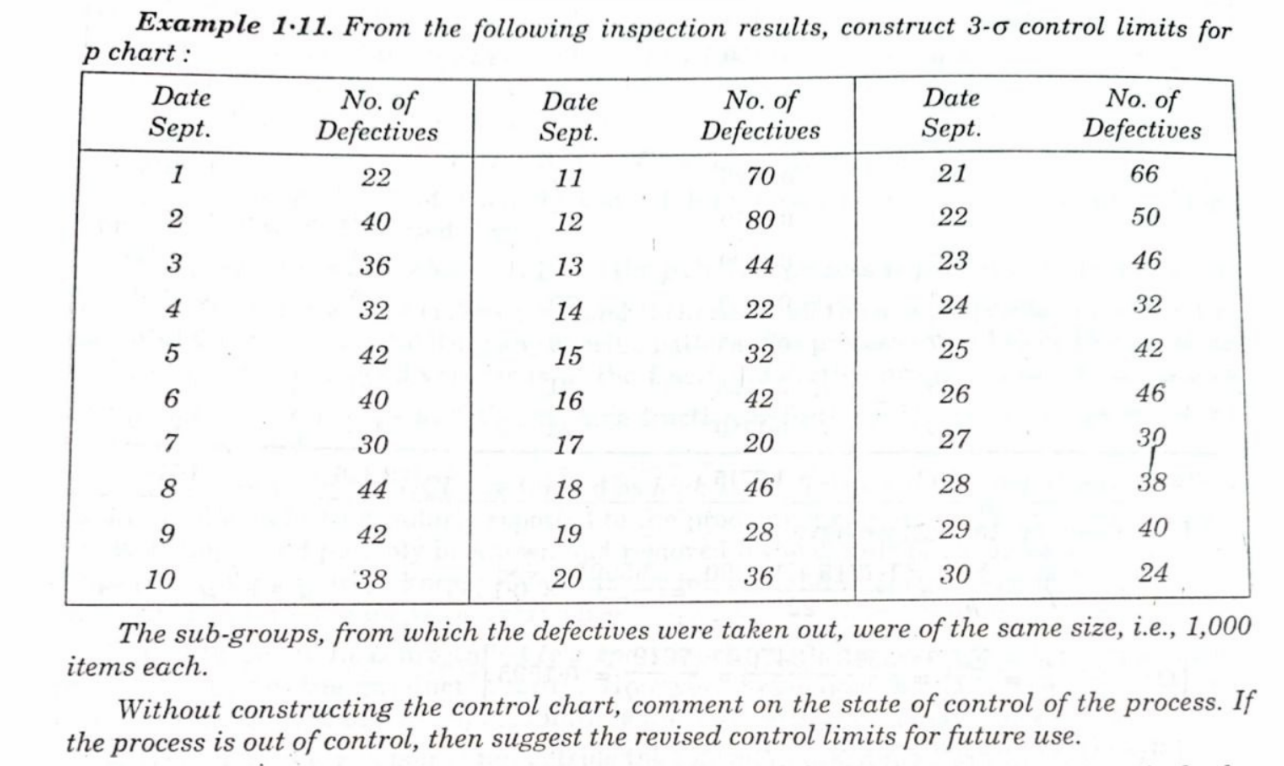 Example 1·11. From the following inspection results, construct 3-σ control limits for
p chart :
Date No. of Date No. of Date No. of
Sept. Defectives Sept. Defectives Sept. Defectives
1 22 11 70 21 66
2 40 12 80 22 50
3 36 13 44 23 46
4 32 14 22 24 32
5 42 15 32 25 42
6 40 16 42 26 46
7 30 17 20 27 30
8 44 18 46 28 38
9 42 19 28 29 40
10 38 20 36 30 24
The sub-groups, from which the defectives were taken out, were of the same size, i.e., 1,000
items each.
Without constructing the control chart, comment on the state of control of the process. If
the process is out of control, then suggest the revised control limits for future use.